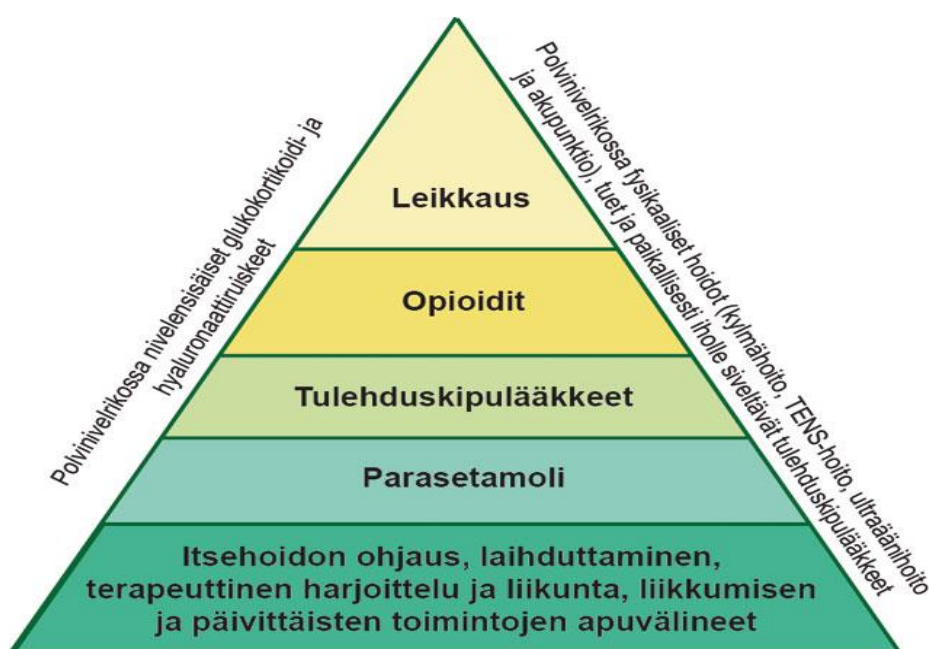 Leikkaus
Opioidit
Tulehduskipulääkkeet
Parasetamoli
Itsehoidon ohjaus, laihduttaminen,
terapeuttinen harjoittelu ja liikunta, liikkumisen
ja päivittäisten toimintojen apuvälineet
Polvinivelrikossa nivelensisäiset glukokortikoidi- ja
hyaluronaattiruiskeet
Polvinivelrikossa fysikaaliset hoidot (kylmähoito, TENS-hoito, ultraäänihoito
ja akupunktio), tuet ja paikallisesti iholle siveltävät tulehduskipulääkkeet